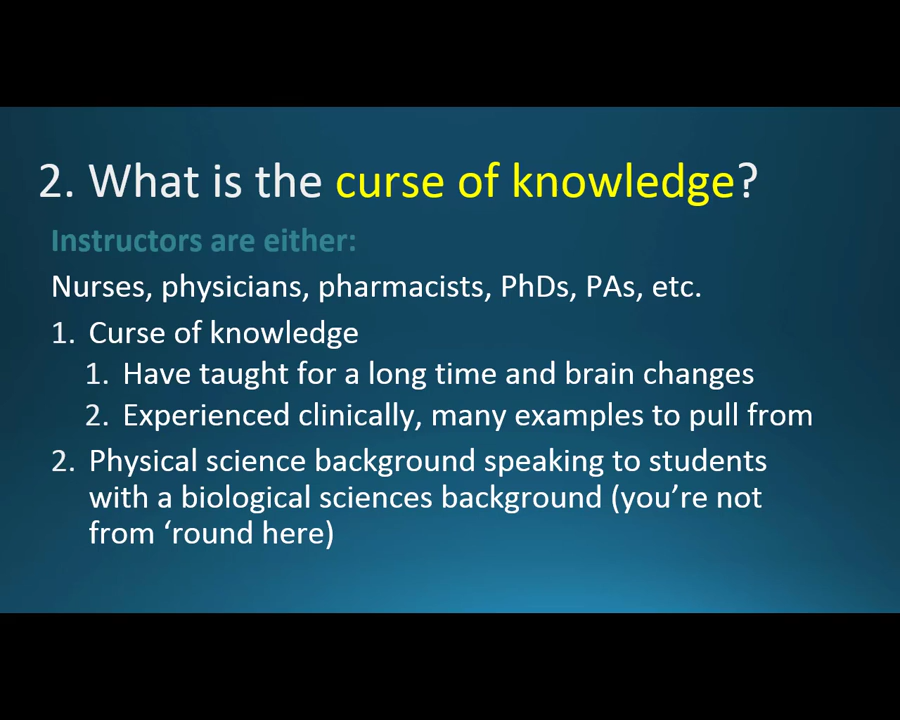 2. What is the curse of knowledge?
Instructors are either:
Nurses, physicians, pharmacists, PhDs, PAs, etc.
1. Curse of knowledge
1. Have taught for a long time and brain changes
2. Experienced clinically, many examples to pull from
2. Physical science background speaking to students
with a biological sciences background (you’re not
from ‘round here)